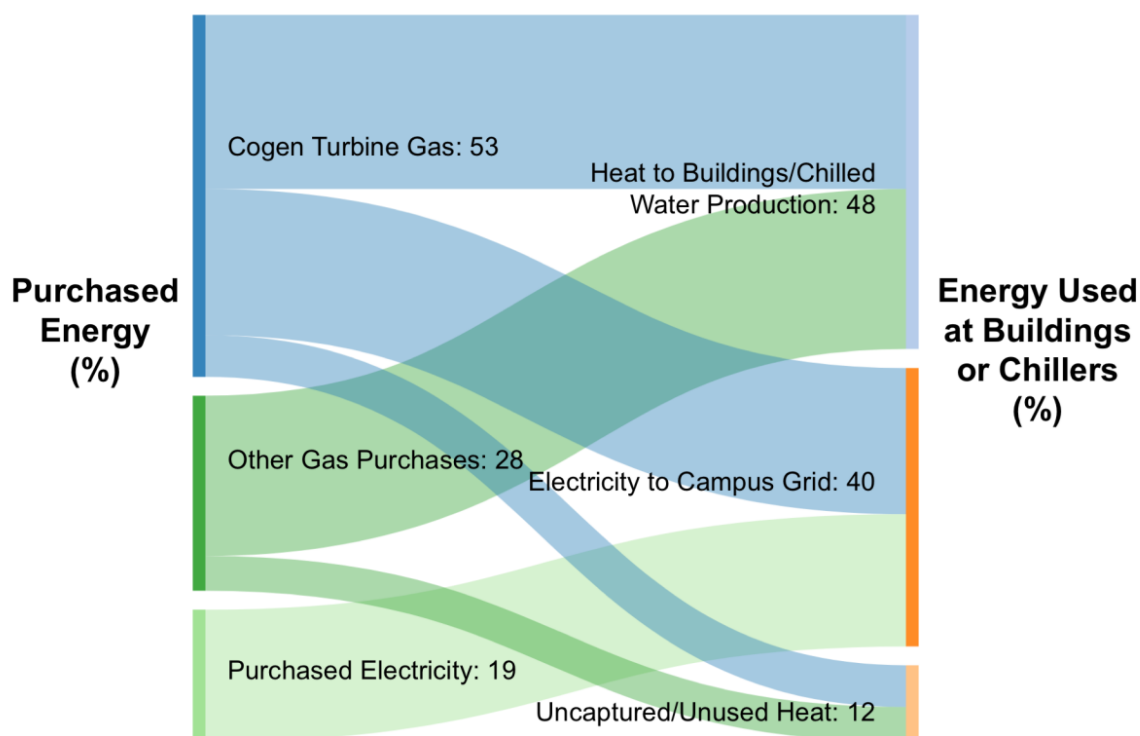 Purchased
Energy
(%)
Cogen Turbine Gas: 53
Other Gas Purchases: 28
Purchased Electricity: 19
Heat to Buildings/Chilled
Water Production: 48
Electricity to Campus Grid: 40
Uncaptured/Unused Heat: 12
Energy Used
at Buildings
or Chillers
(%)